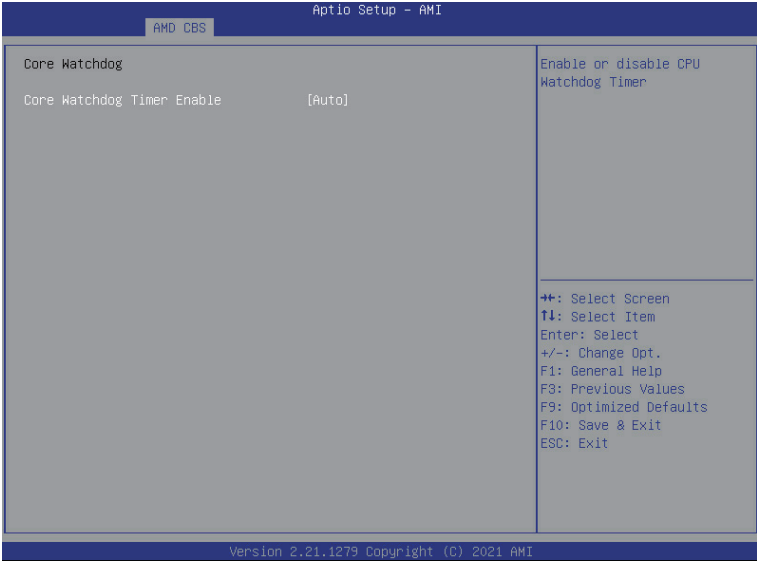 Aptio Setup – AMI
AMD CBS
Core Watchdog
Core Watchdog Timer Enable [Auto]
Enable or disable CPU
Watchdog Timer
→←: Select Screen
↑↓: Select Item
Enter: Select
+/-: Change Opt.
F1: General Help
F3: Previous Values
F9: Optimized Defaults
F10: Save & Exit
ESC: Exit
Version 2.21.1279 Copyright (C) 2021 AMI